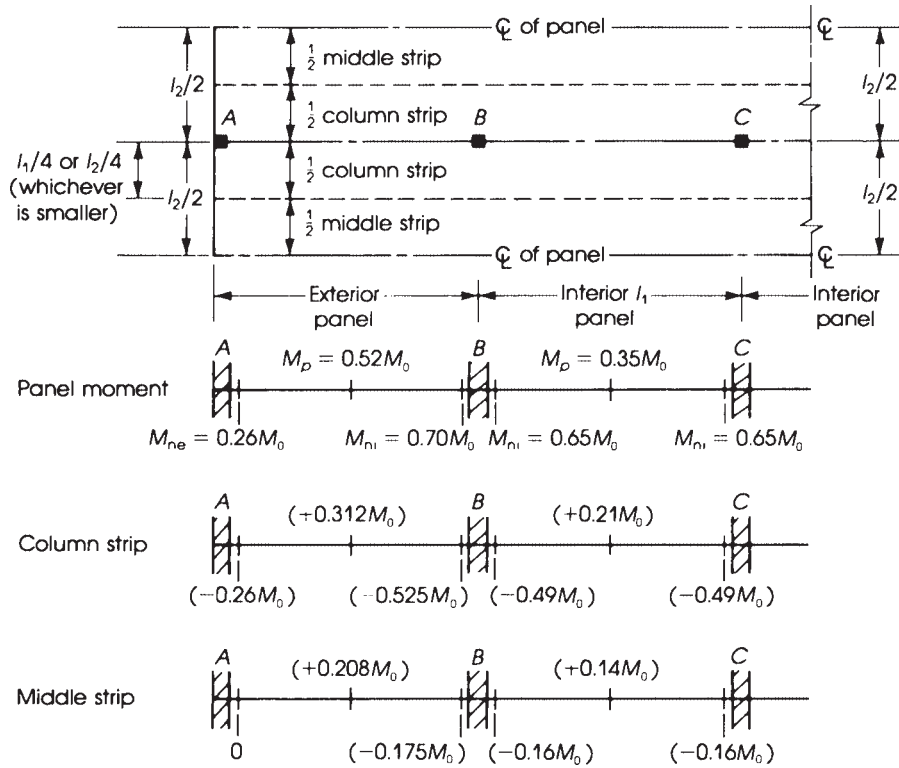 ℄ of panel ℄
½ middle strip
l₂/2 l₂/2
½ column strip
A B C
l₁/4 or l₂/4
(whichever
is smaller)
½ column strip
l₂/2 l₂/2
½ middle strip
℄ of panel ℄
Exterior panel
Interior l₁ panel
Interior panel
A B C
Mₚ = 0.52M₀ Mₚ = 0.35M₀
Panel moment
Mₙₑ = 0.26M₀ Mₙᵢ = 0.70M₀ Mₙᵢ = 0.65M₀ Mₙᵢ = 0.65M₀
A B C
(+0.312M₀) (+0.21M₀)
Column strip
(−0.26M₀) (−0.525M₀) (−0.49M₀) (−0.49M₀)
A B C
(+0.208M₀) (+0.14M₀)
Middle strip
0 (−0.175M₀) (−0.16M₀) (−0.16M₀)